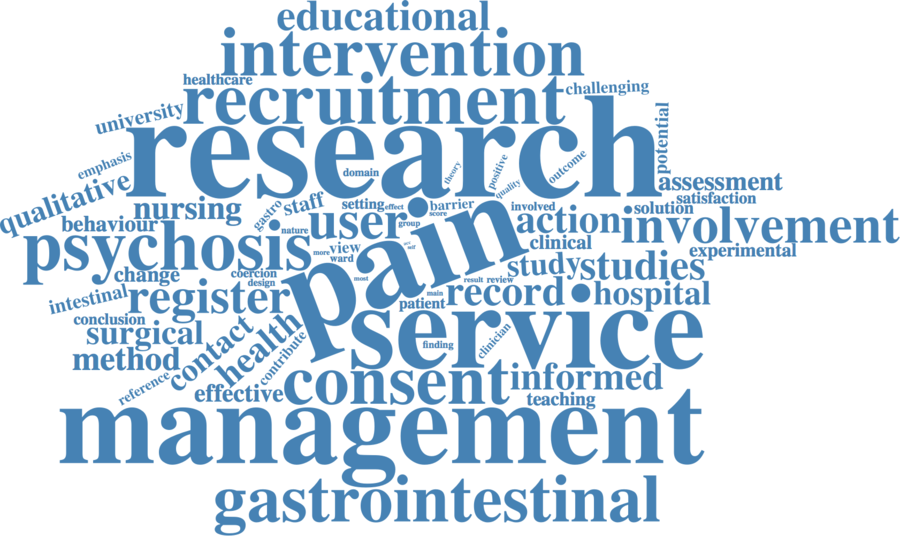 educational
intervention
healthcare
recruitment
challenging
university
research
potential
emphasis
domain
theory
positive
outcome
quality
assessment
qualitative
nursing
gastro
staff
setting
effect
barrier
score
involved
solution
satisfaction
behaviour
user
group
action
involvement
nature
psychosis
pain
more
view
ward
self
clinical
experimental
change
coercion
design
most
study
studies
result
review
intestinal
register
main
patient
record
hospital
conclusion
surgical
contact
health
service
method
contribute
finding
clinician
reference
effective
consent
informed
teaching
management
gastrointestinal